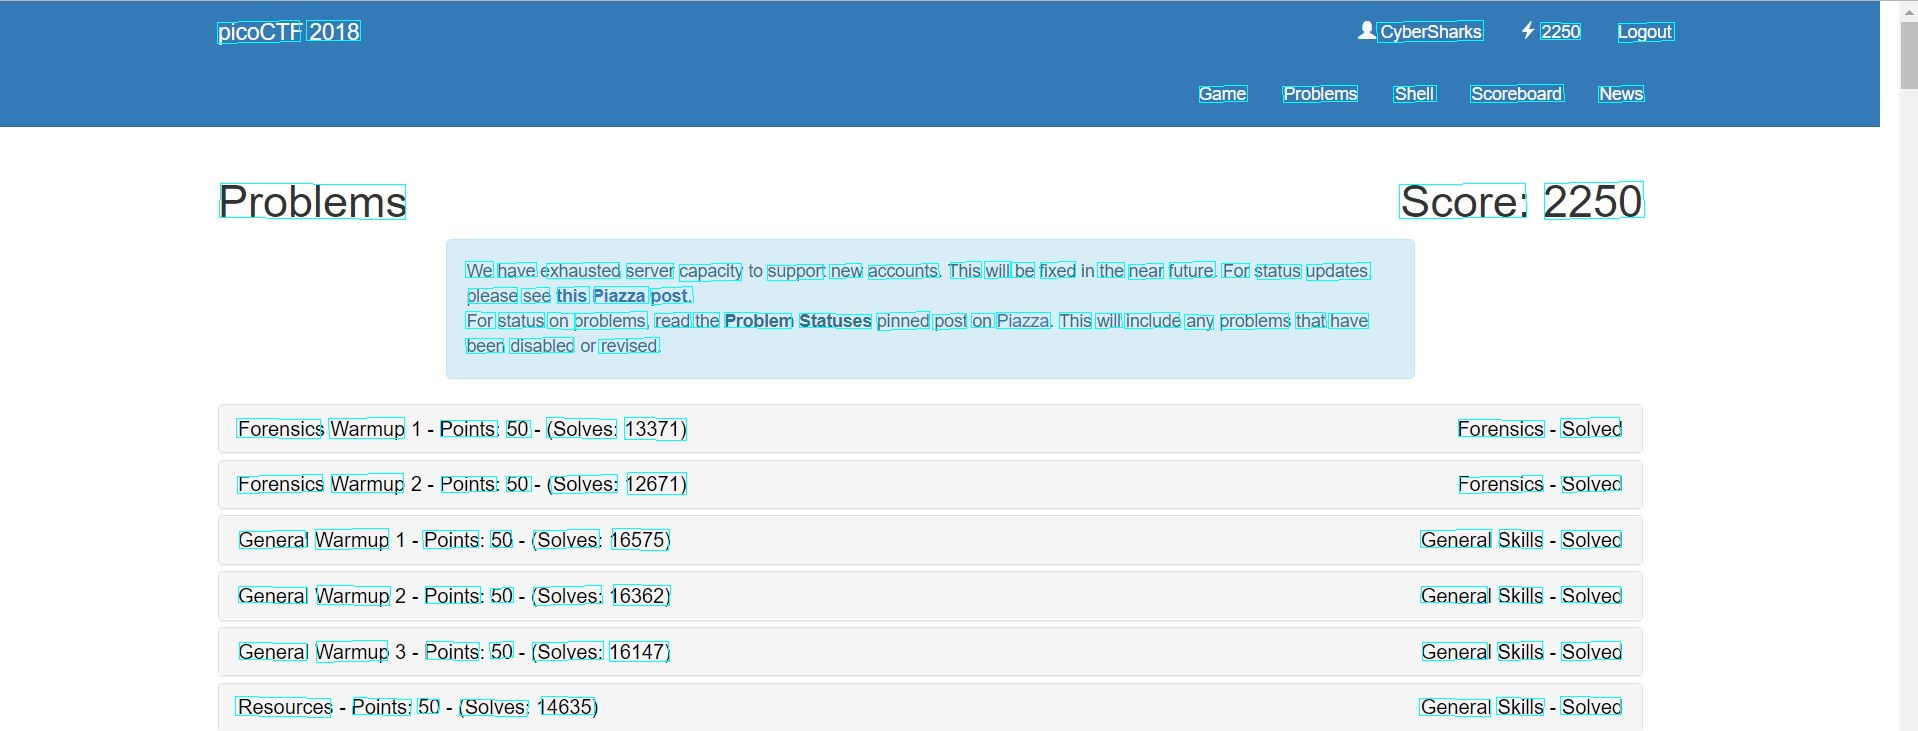 picoCTF 2018
CyberSharks 2250 Logout
Game Problems Shell Scoreboard News
Problems Score: 2250
We have exhausted server capacity to support new accounts. This will be fixed in the near future. For status updates,
please see this Piazza post.
For status on problems, read the Problem Statuses pinned post on Piazza. This will include any problems that have
been disabled or revised.
Forensics Warmup 1 - Points: 50 - (Solves: 13371) Forensics - Solved
Forensics Warmup 2 - Points: 50 - (Solves: 12671) Forensics - Solved
General Warmup 1 - Points: 50 - (Solves: 16575) General Skills - Solved
General Warmup 2 - Points: 50 - (Solves: 16362) General Skills - Solved
General Warmup 3 - Points: 50 - (Solves: 16147) General Skills - Solved
Resources - Points: 50 - (Solves: 14635) General Skills - Solved